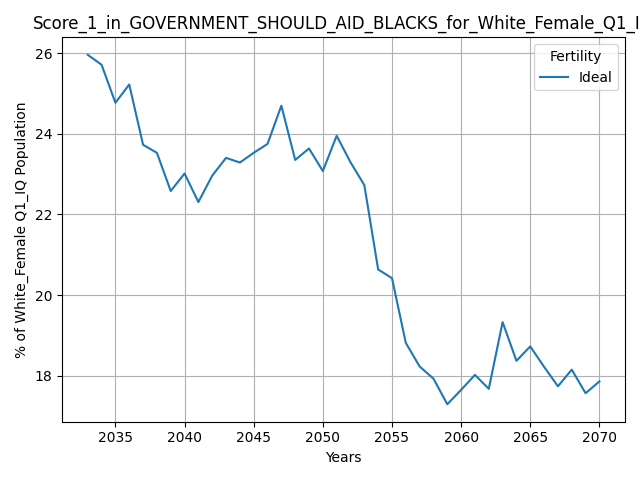 Score_1_in_GOVERNMENT_SHOULD_AID_BLACKS_for_White_Female_Q1_I
26
Fertility
Ideal
24
22
20
18
% of White_Female Q1_IQ Population
2035 2040 2045 2050 2055 2060 2065 2070
Years